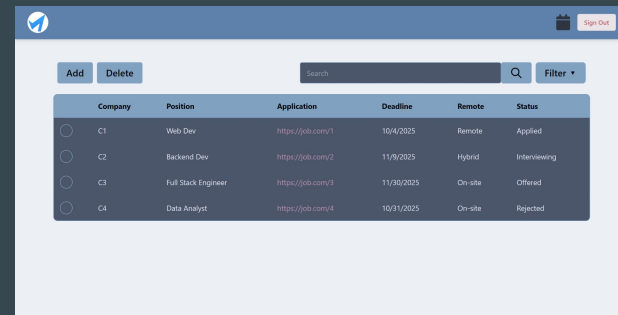 Sign Out
Add Delete Search Filter ▼
Company Position Application Deadline Remote Status
C1 Web Dev https://job.com/1 10/4/2025 Remote Applied
C2 Backend Dev https://job.com/2 11/9/2025 Hybrid Interviewing
C3 Full Stack Engineer https://job.com/3 11/30/2025 On-site Offered
C4 Data Analyst https://job.com/4 10/31/2025 On-site Rejected